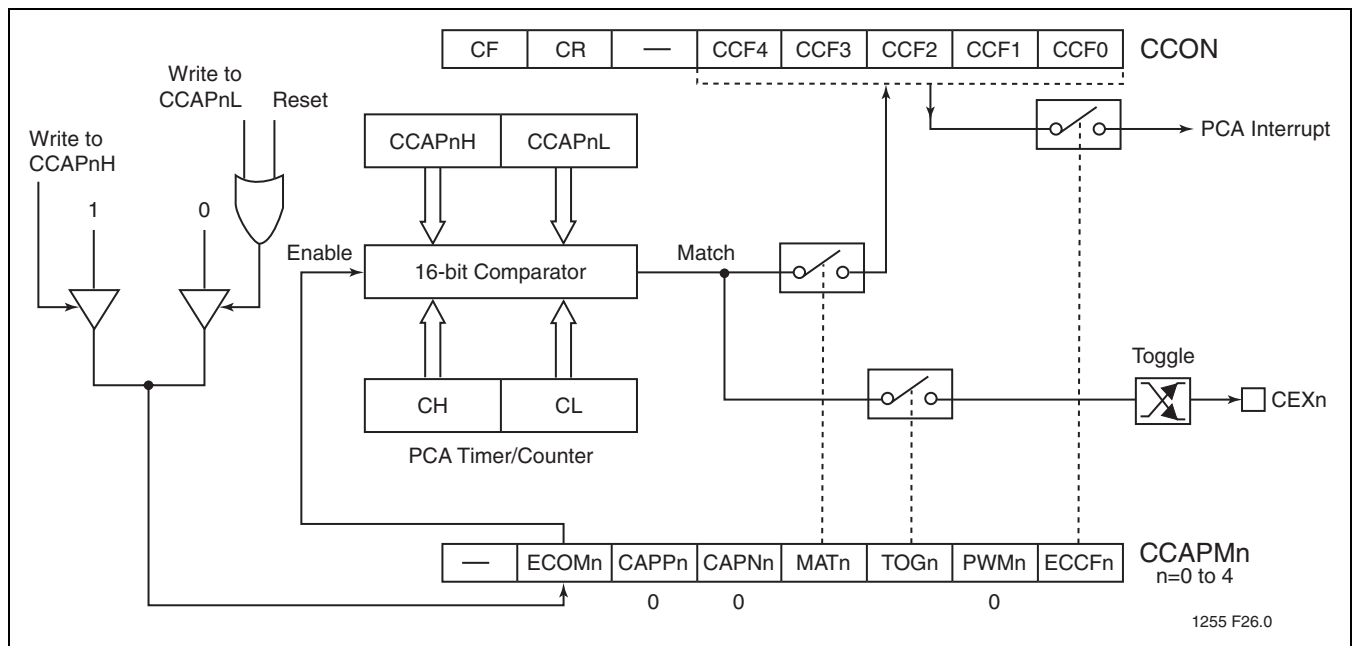 CF CR — CCF4 CCF3 CCF2 CCF1 CCF0 CCON
Write to
CCAPnL
Reset
Write to
CCAPnH
CCAPnH CCAPnL
PCA Interrupt
1 0
Enable
16-bit Comparator
Match
Toggle
CH CL
CEXn
PCA Timer/Counter
— ECOMn CAPPn CAPNn MATn TOGn PWMn ECCFn CCAPMn
n=0 to 4
0 0 0
1255 F26.0